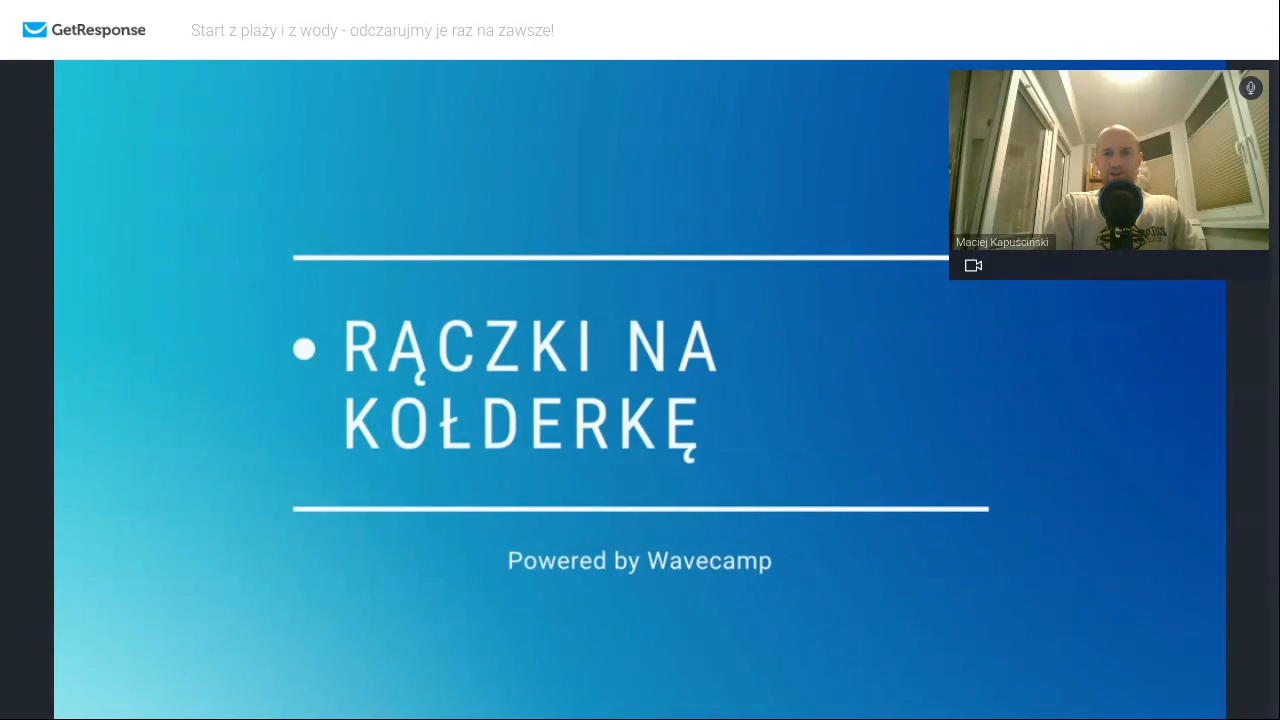 GetResponse
Start z plaży i z wody - odczarujmy je raz na zawsze!
Maciej Kapuściński
• RĄCZKI NA
KOŁDERKĘ
Powered by Wavecamp